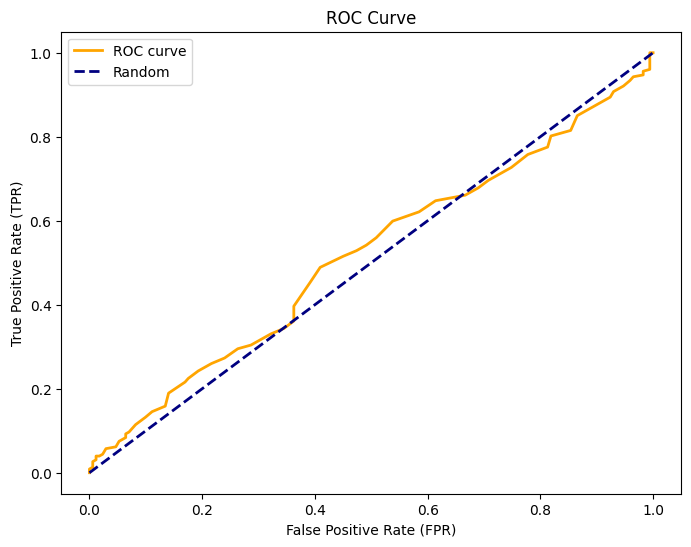 ROC Curve
ROC curve
Random
True Positive Rate (TPR)
1.0
0.8
0.6
0.4
0.2
0.0
0.0 0.2 0.4 0.6 0.8 1.0
False Positive Rate (FPR)